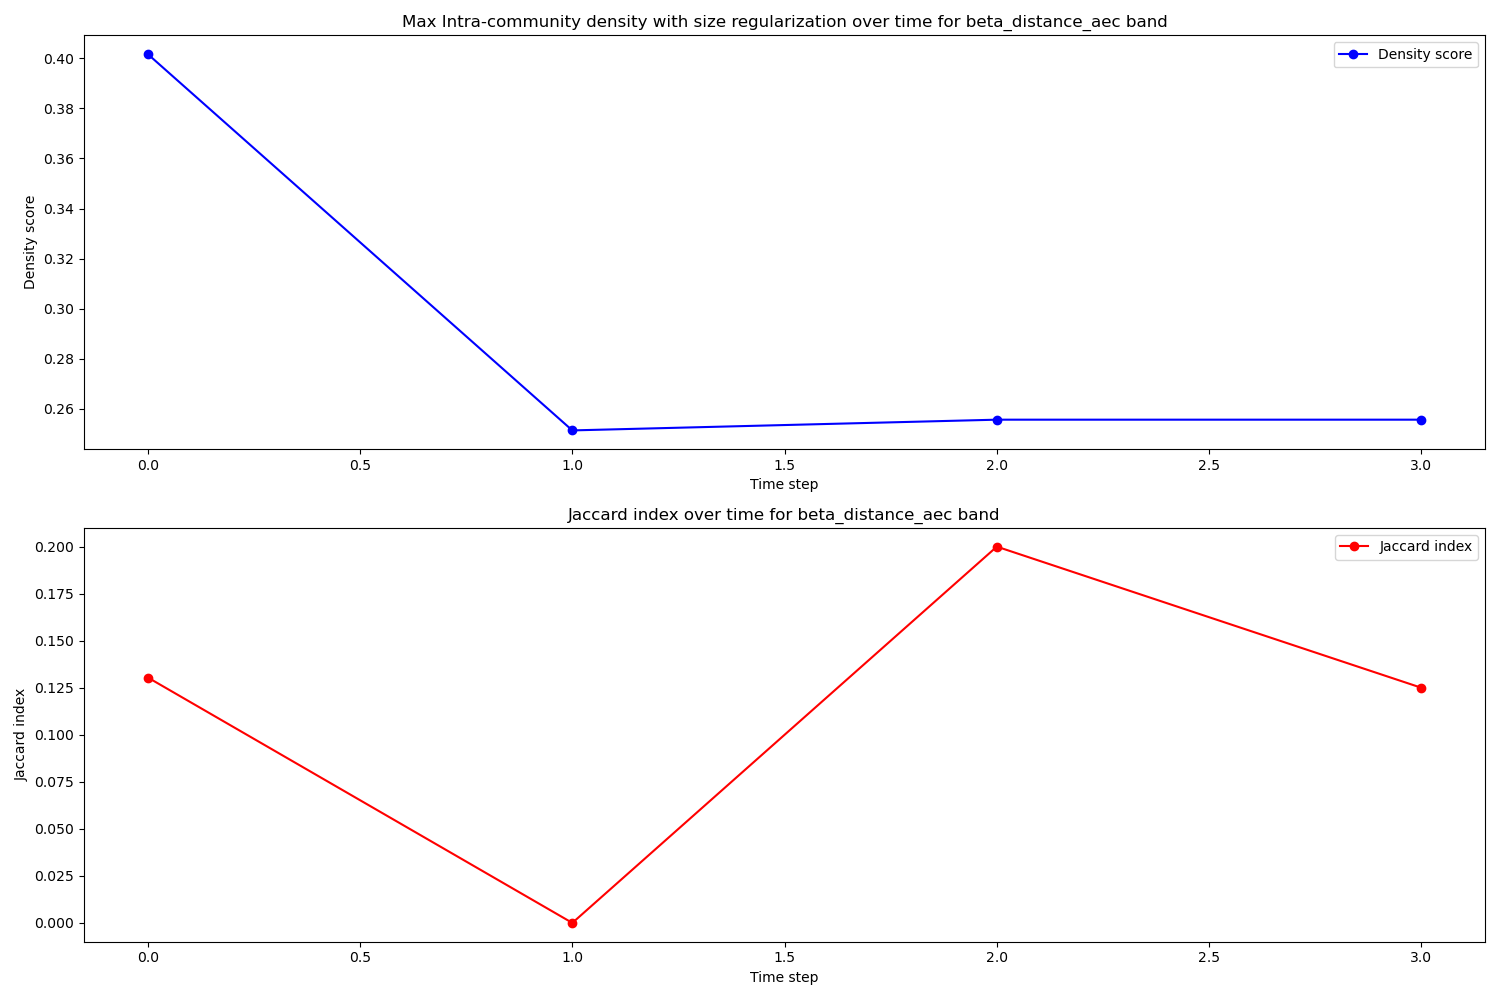 Max Intra-community density with size regularization over time for beta_distance_aec band
Density score
0.40
0.38
0.36
0.34
0.32
0.30
0.28
0.26
Density score
0.0 0.5 1.0 1.5 2.0 2.5 3.0
Time step
Jaccard index over time for beta_distance_aec band
Jaccard index
0.200
0.175
0.150
0.125
0.100
0.075
0.050
0.025
0.000
Jaccard index
0.0 0.5 1.0 1.5 2.0 2.5 3.0
Time step